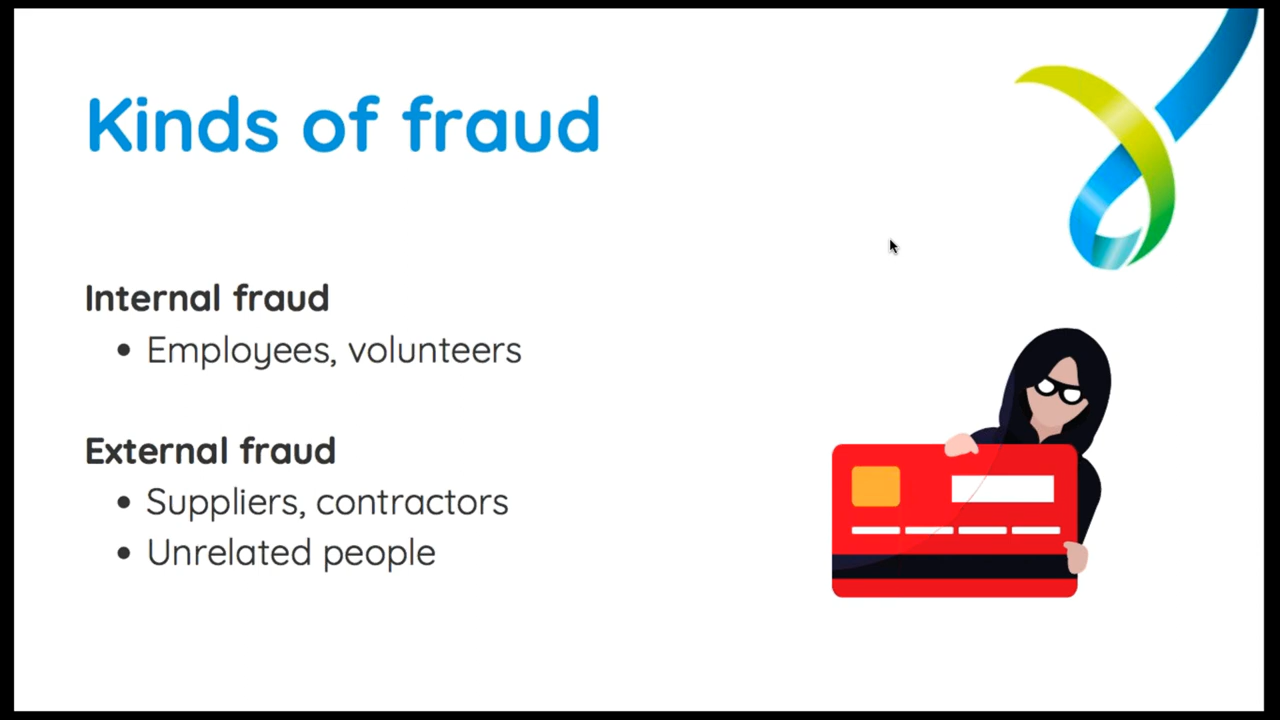 Kinds of fraud
Internal fraud
• Employees, volunteers
External fraud
• Suppliers, contractors
• Unrelated people